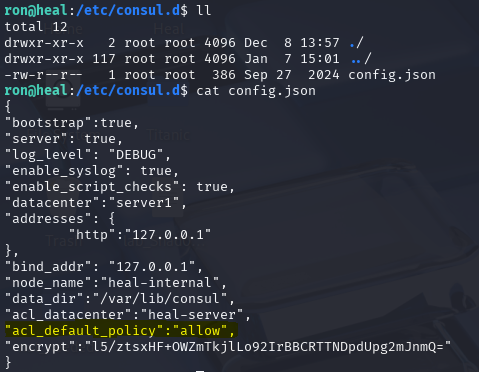 ron@heal:/etc/consul.d$ ll
total 12
drwxr-xr-x   2 root root 4096 Dec  8 13:57 ./
drwxr-xr-x 117 root root 4096 Jan  7 15:01 ../
-rw-r--r--   1 root root  386 Sep 27  2024 config.json
ron@heal:/etc/consul.d$ cat config.json
{
"bootstrap":true,
"server": true,
"log_level": "DEBUG",
"enable_syslog": true,
"enable_script_checks": true,
"datacenter":"server1",
"addresses": {
        "http":"127.0.0.1"
},
"bind_addr": "127.0.0.1",
"node_name":"heal-internal",
"data_dir":"/var/lib/consul",
"acl_datacenter":"heal-server",
"acl_default_policy":"allow",
"encrypt":"l5/ztsxHF+OWZmTkjlLo92IrBBCRTTNDpdUpg2mJnmQ="
}